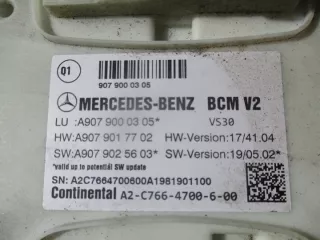 Q1
907 900 03 05
MERCEDES-BENZ BCM V2
LU :A907 900 03 05* VS30
HW:A907 901 77 02 HW-Version:17/41.04
SW:A907 902 56 03* SW-Version:19/05.02*
*valid up to potential SW update
SN: A2C7664700600A1981901100
Continental A2-C766-4700-6-00